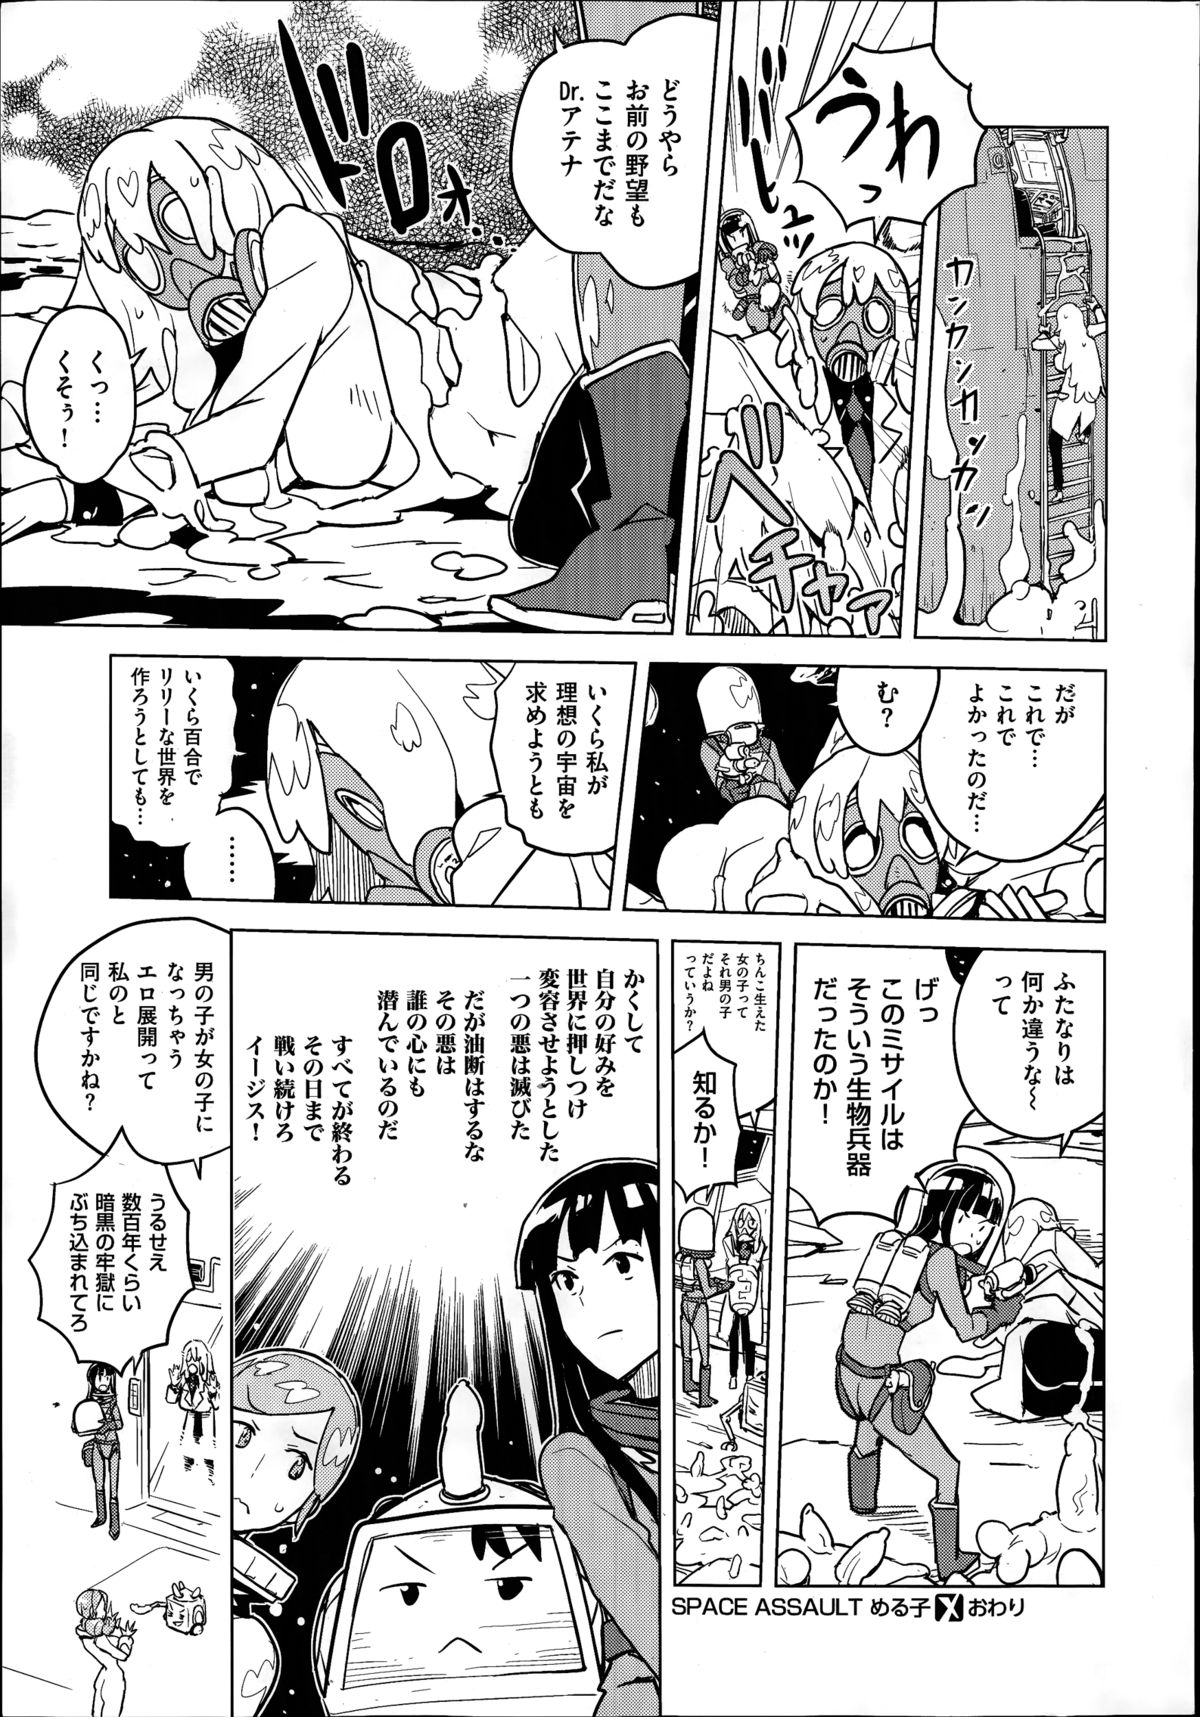 カンカンカンカンカン
うわっ
ドビュッ
ズベチャァァ
どうやら
お前の野望も
ここまでだな
Dr.アテナ
ドドロォ…
くっ…
くそぅ!
だが
これで…
これで
よかったのだ…
む?
いくら私が
理想の宇宙を
求めようとも
いくら百合で
リリーな世界を
作ろうとしても…
……
ふたなりは
何か違うな〜
って
げっ
このミサイルは
そういう生物兵器
だったのか!
ちんこ生えた
女の子って
それ男の子
だよね
っていうか?
知るか!
かくして
自分の好みを
世界に押しつけ
変容させようとした
一つの悪は滅びた
だが油断はするな
その悪は
誰の心にも
潜んでいるのだ
すべてが終わる
その日まで
戦い続けろ
イージス!
男の子が女の子に
なっちゃう
エロ展開って
私のと
同じですかね?
うるせえ
数百年くらい
暗黒の牢獄に
ぶち込まれてろ
SPACE ASSAULT める子 X おわり